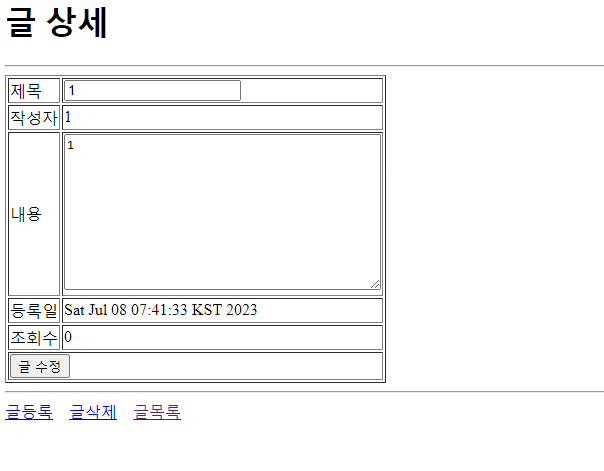 글 상세
제목 1
작성자 1
내용 1
등록일 Sat Jul 08 07:41:33 KST 2023
조회수 0
글 수정
글등록 글삭제 글목록